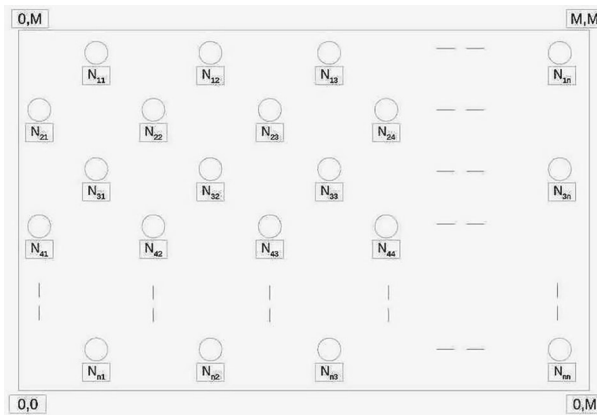 0,M M,M
N11 N12 N13 N1n
N21 N22 N23 N24
N31 N32 N33 N3n
N41 N42 N43 N44
Nn1 Nn2 Nn3 Nnn
0,0 0,M